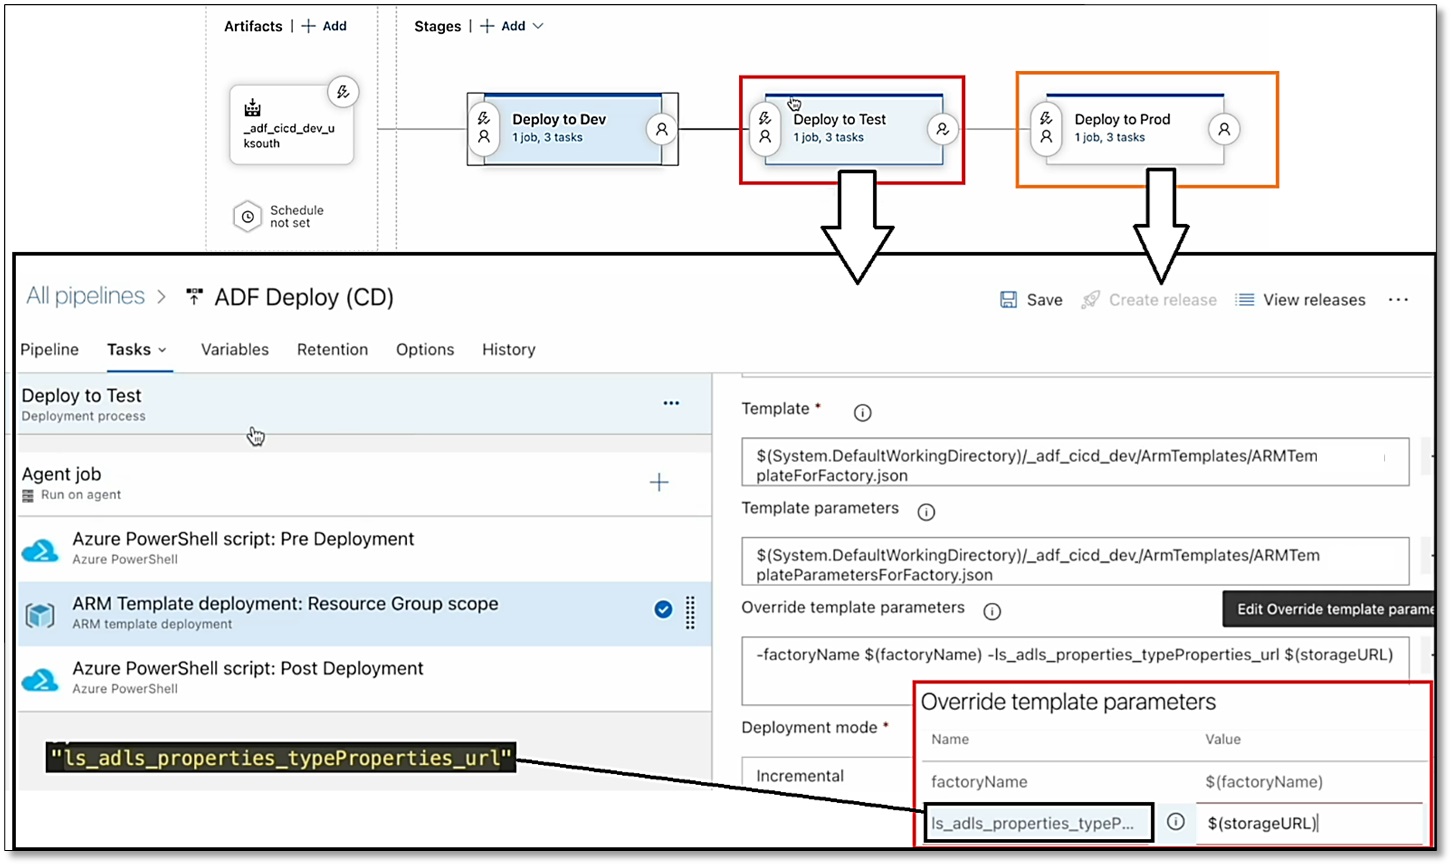 Artifacts | + Add
Stages | + Add
_adf_cicd_dev_u
ksouth
Schedule
not set
Deploy to Dev
1 job, 3 tasks
Deploy to Test
1 job, 3 tasks
Deploy to Prod
1 job, 3 tasks
All pipelines > ADF Deploy (CD)
Save
Create release
View releases
...
Pipeline
Tasks
Variables
Retention
Options
History
Deploy to Test
Deployment process
...
Agent job
Run on agent
+
Azure PowerShell script: Pre Deployment
Azure PowerShell
ARM Template deployment: Resource Group scope
ARM template deployment
Azure PowerShell script: Post Deployment
Azure PowerShell
"ls_adls_properties_typeProperties_url"
Template *
$(System.DefaultWorkingDirectory)/_adf_cicd_dev/ArmTemplates/ARMTem
plateForFactory.json
Template parameters
$(System.DefaultWorkingDirectory)/_adf_cicd_dev/ArmTemplates/ARMTem
plateParametersForFactory.json
Override template parameters
Edit Override template parame
-factoryName $(factoryName) -ls_adls_properties_typeProperties_url $(storageURL)
Deployment mode *
Incremental
Override template parameters
Name
Value
factoryName
$(factoryName)
ls_adls_properties_typeP...
$(storageURL)